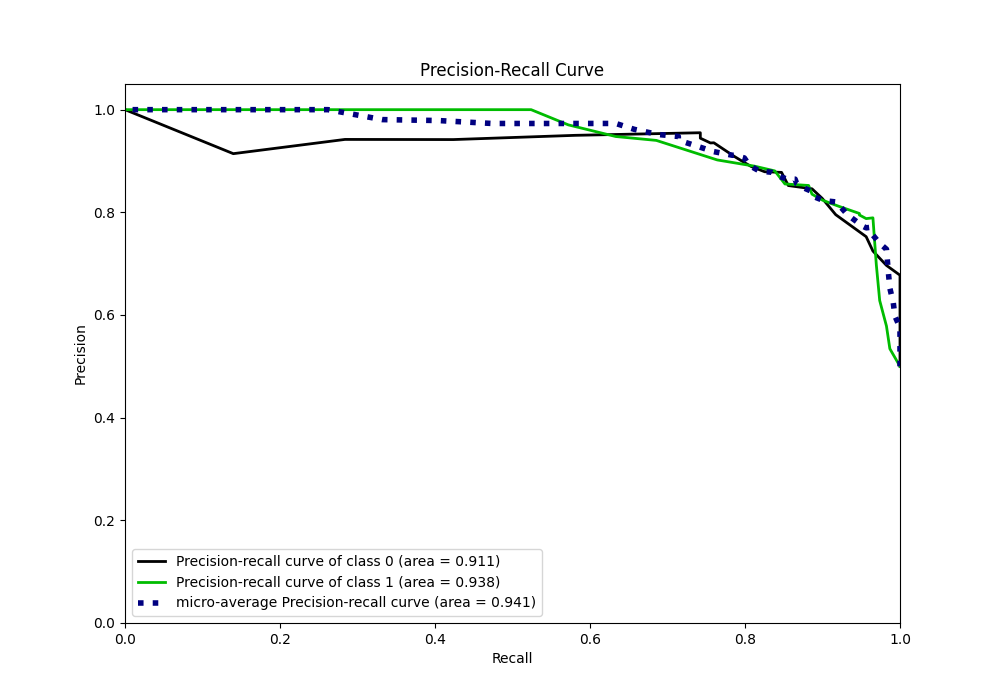 Precision-Recall Curve
1.0
0.8
0.6
0.4
0.2
0.0
Precision
Precision-recall curve of class 0 (area = 0.911)
Precision-recall curve of class 1 (area = 0.938)
micro-average Precision-recall curve (area = 0.941)
0.0 0.2 0.4 0.6 0.8 1.0
Recall